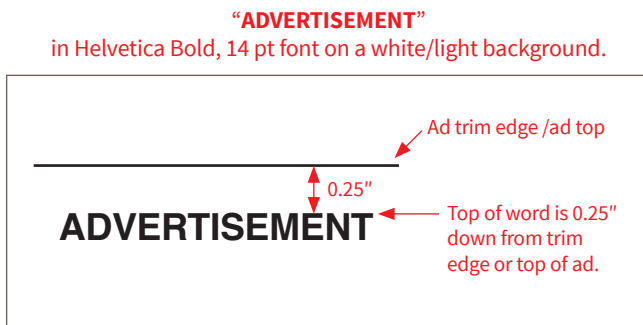 “ADVERTISEMENT”
in Helvetica Bold, 14 pt font on a white/light background.
Ad trim edge /ad top
0.25"
ADVERTISEMENT
Top of word is 0.25"
down from trim
edge or top of ad.